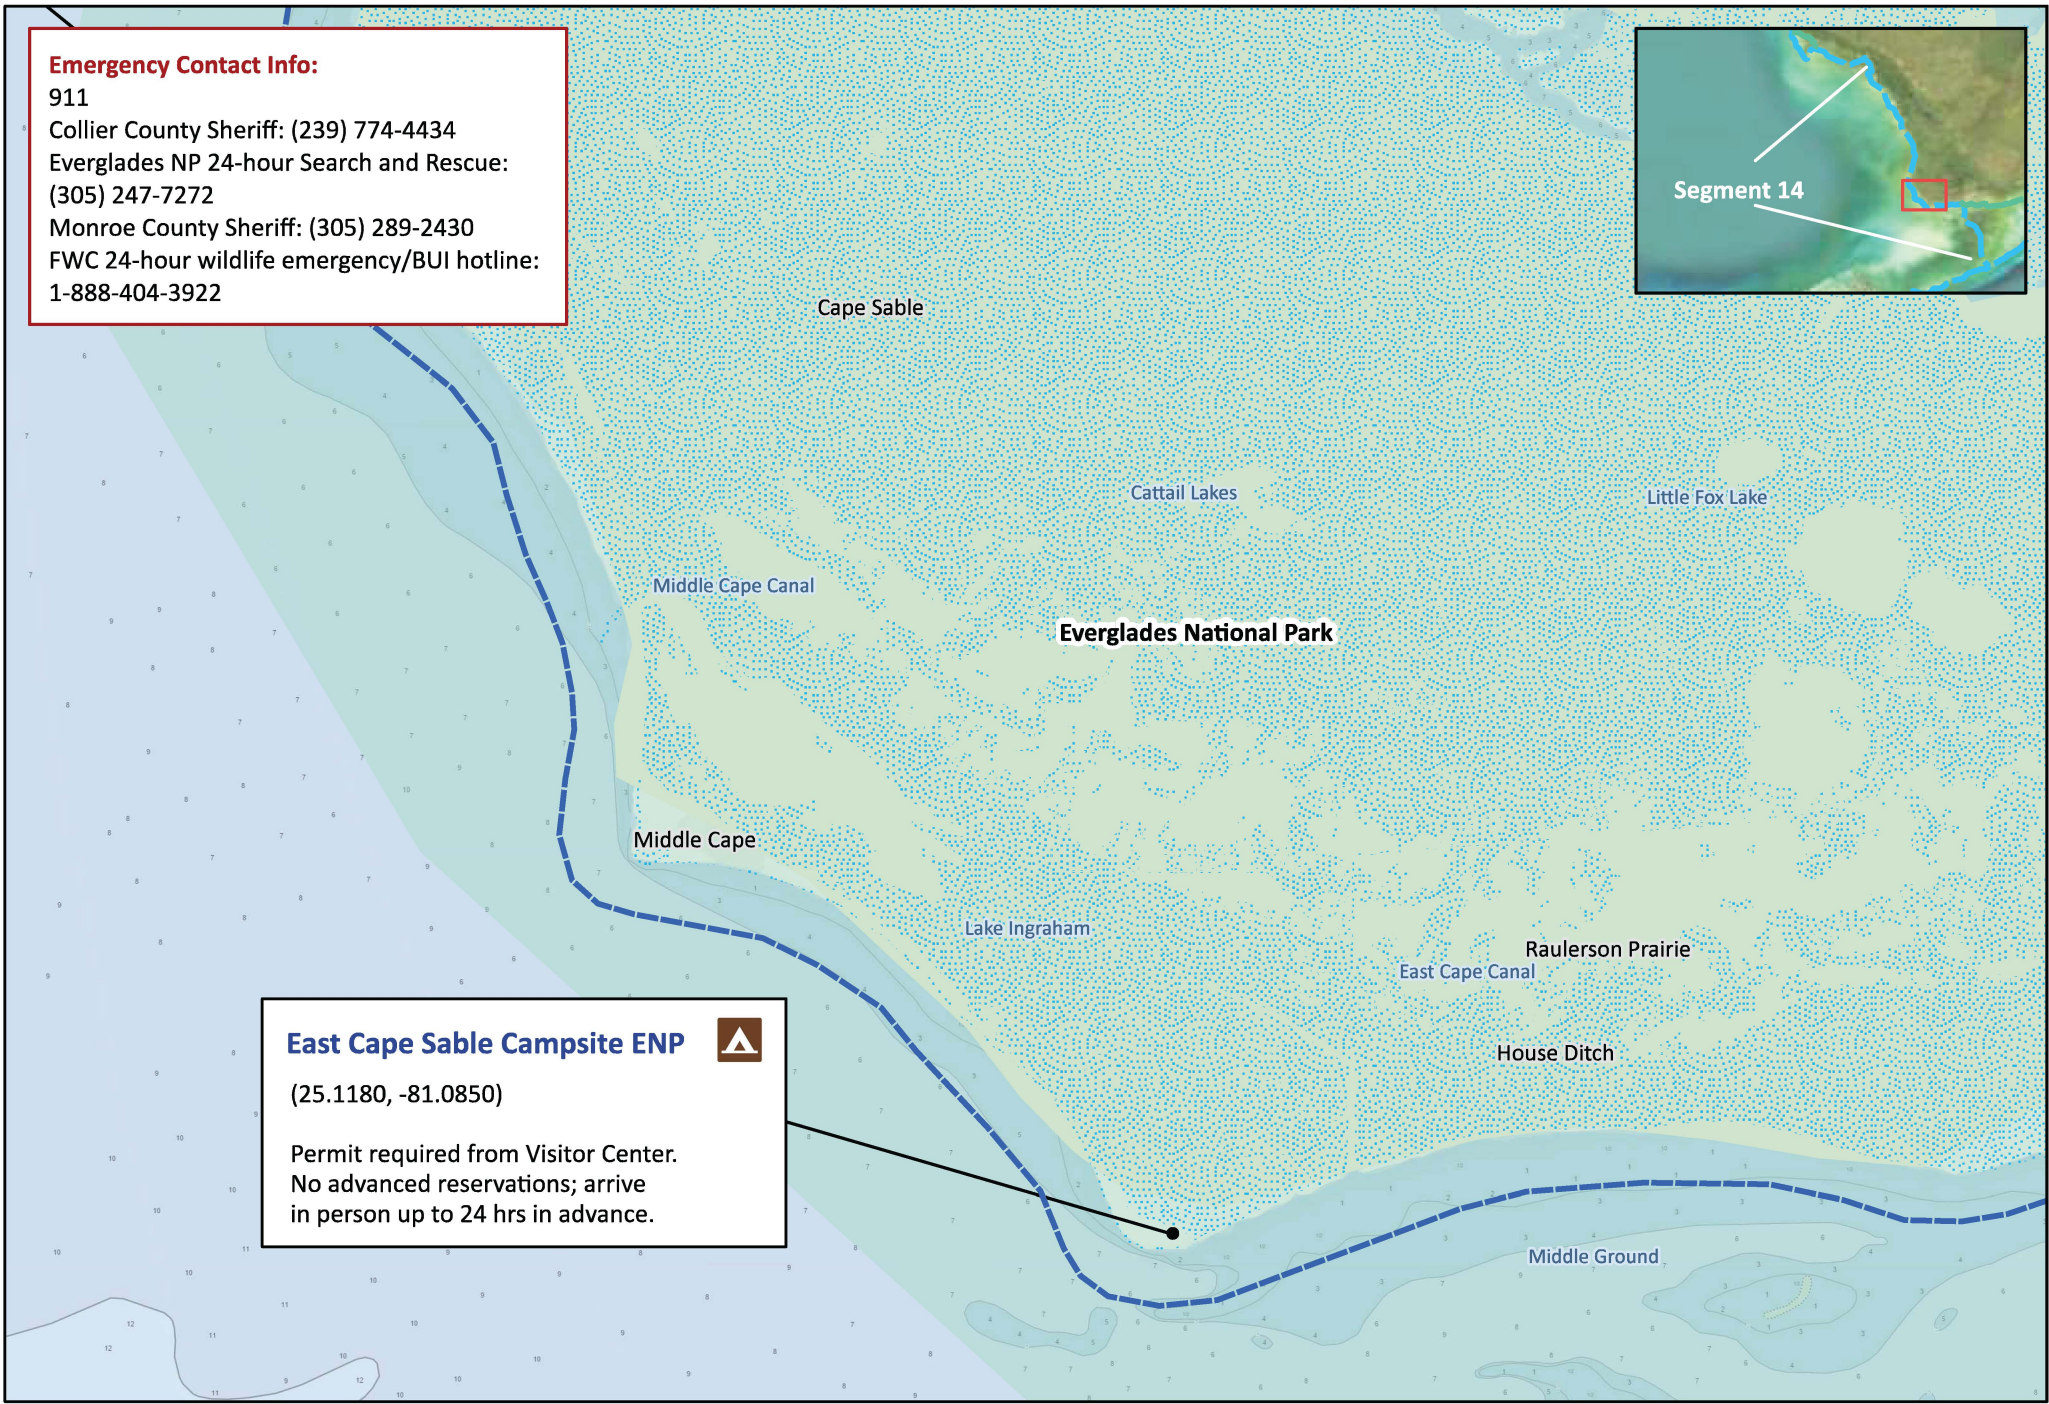 Emergency Contact Info:
911
Collier County Sheriff: (239) 774-4434
Everglades NP 24-hour Search and Rescue:
(305) 247-7272
Monroe County Sheriff: (305) 289-2430
FWC 24-hour wildlife emergency/BUI hotline:
1-888-404-3922
Segment 14
Cape Sable
Cattail Lakes
Little Fox Lake
Middle Cape Canal
Everglades National Park
Middle Cape
Lake Ingraham
Raulerson Prairie
East Cape Canal
House Ditch
East Cape Sable Campsite ENP
(25.1180, -81.0850)
Permit required from Visitor Center.
No advanced reservations; arrive
in person up to 24 hrs in advance.
Middle Ground